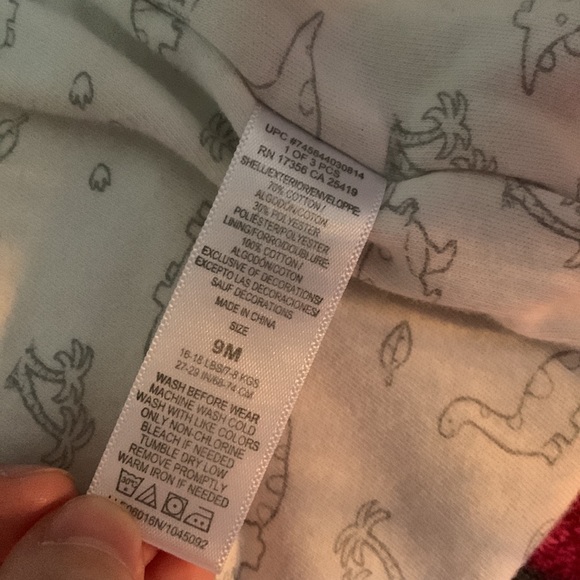 UPC #745644030814
1 OF 3 PCS
RN 17356 CA 25419
SHELL/EXTERIOR/ENVELOPPE
70% COTTON/
ALGODÓN/COTON
30% POLYESTER
POLIÉSTER/POLYESTER
LINING/FORRO/DOUBLURE:
100% COTTON/
ALGODÓN/COTON
EXCLUSIVE OF DECORATIONS/
EXCEPTO LAS DECORACIONES/
SAUF DÉCORATIONS
MADE IN CHINA
SIZE
9M
16-18 LBS/7-8 KGS
27-29 IN/68-74 CM
WASH BEFORE WEAR
MACHINE WASH COLD
WASH WITH LIKE COLORS
ONLY NON-CHLORINE
BLEACH IF NEEDED
TUMBLE DRY LOW
REMOVE PROMPTLY
WARM IRON IF NEEDED
30°C